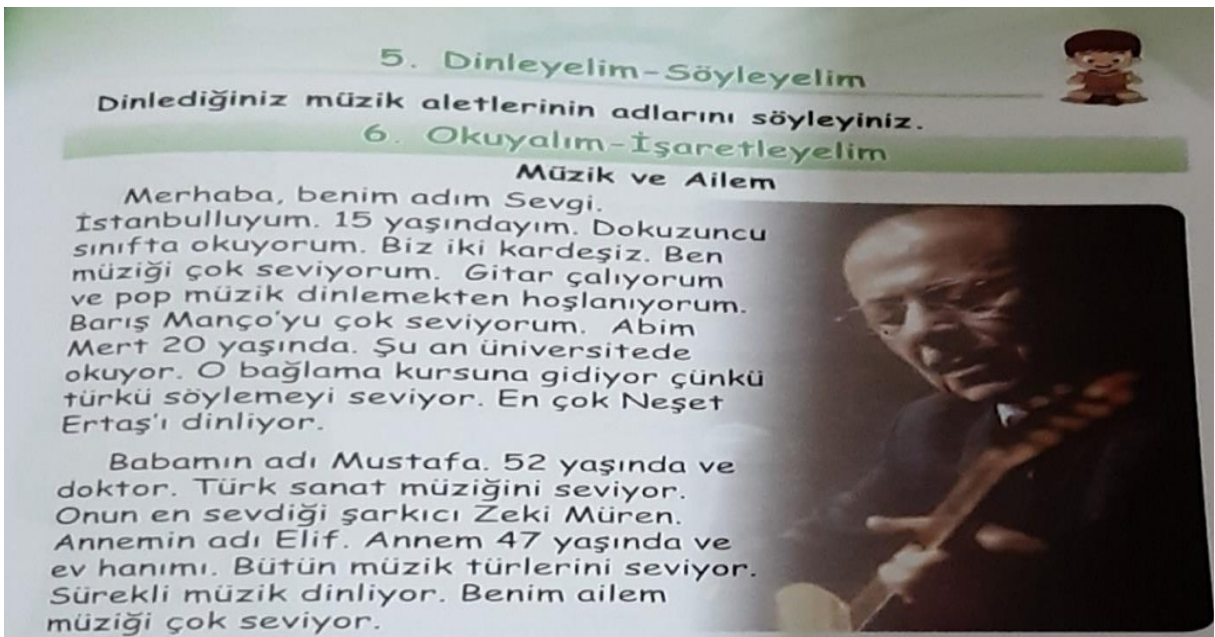 5. Dinleyelim-Söyleyelim
Dinlediğiniz müzik aletlerinin adlarını söyleyiniz.
6. Okuyalım-İşaretleyelim
Müzik ve Ailem
Merhaba, benim adım Sevgi.
İstanbulluyum. 15 yaşındayım. Dokuzuncu
sınıfta okuyorum. Biz iki kardeşiz. Ben
müziği çok seviyorum. Gitar çalıyorum
ve pop müzik dinlemekten hoşlanıyorum.
Barış Manço'yu çok seviyorum. Abim
Mert 20 yaşında. Şu an üniversitede
okuyor. O bağlama kursuna gidiyor çünkü
türkü söylemeyi seviyor. En çok Neşet
Ertaş'ı dinliyor.
Babamın adı Mustafa. 52 yaşında ve
doktor. Türk sanat müziğini seviyor.
Onun en sevdiği şarkıcı Zeki Müren.
Annemin adı Elif. Annem 47 yaşında ve
ev hanımı. Bütün müzik türlerini seviyor.
Sürekli müzik dinliyor. Benim ailem
müziği çok seviyor.